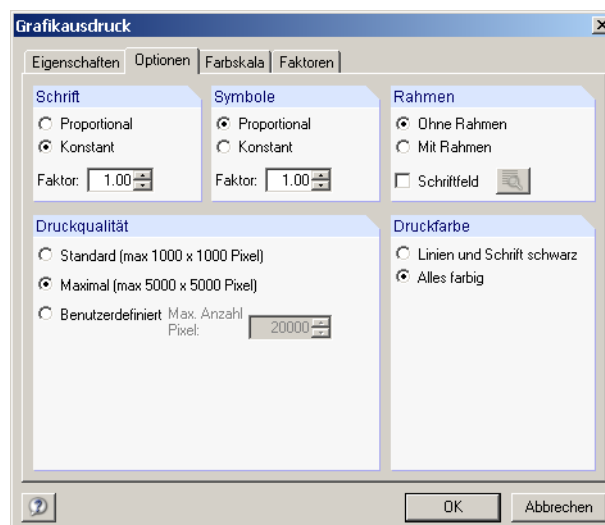 Grafikausdruck
Eigenschaften Optionen Farbskala Faktoren
Schrift
Proportional
Konstant
Faktor: 1.00
Symbole
Proportional
Konstant
Faktor: 1.00
Rahmen
Ohne Rahmen
Mit Rahmen
Schriftfeld
Druckqualität
Standard (max 1000 x 1000 Pixel)
Maximal (max 5000 x 5000 Pixel)
Benutzerdefiniert Max. Anzahl
Pixel: 20000
Druckfarbe
Linien und Schrift schwarz
Alles farbig
OK Abbrechen